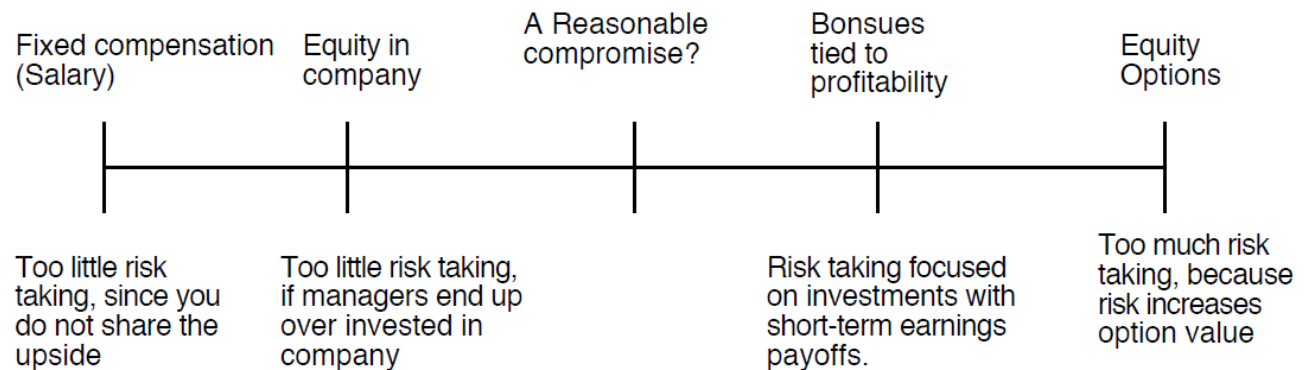 Fixed compensation
(Salary)
Equity in
company
A Reasonable
compromise?
Bonsues
tied to
profitability
Equity
Options
Too little risk
taking, since you
do not share the
upside
Too little risk taking,
if managers end up
over invested in
company
Risk taking focused
on investments with
short-term earnings
payoffs.
Too much risk
taking, because
risk increases
option value